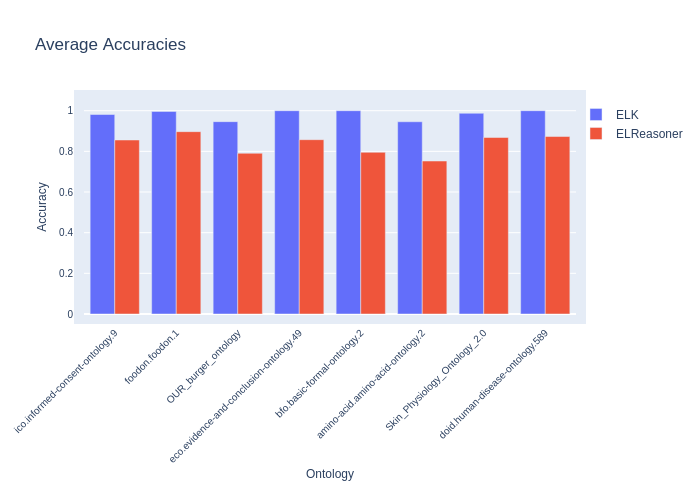 Average Accuracies
ELK
ELReasoner
1
0.8
0.6
0.4
0.2
0
Accuracy
ico.informed-consent-ontology.9
foodon.foodon.1
OUR_burger_ontology
eco.evidence-and-conclusion-ontology.49
bfo.basic-formal-ontology.2
amino-acid.amino-acid-ontology.2
Skin_Physiology_Ontology_2.0
doid.human-disease-ontology.589
Ontology